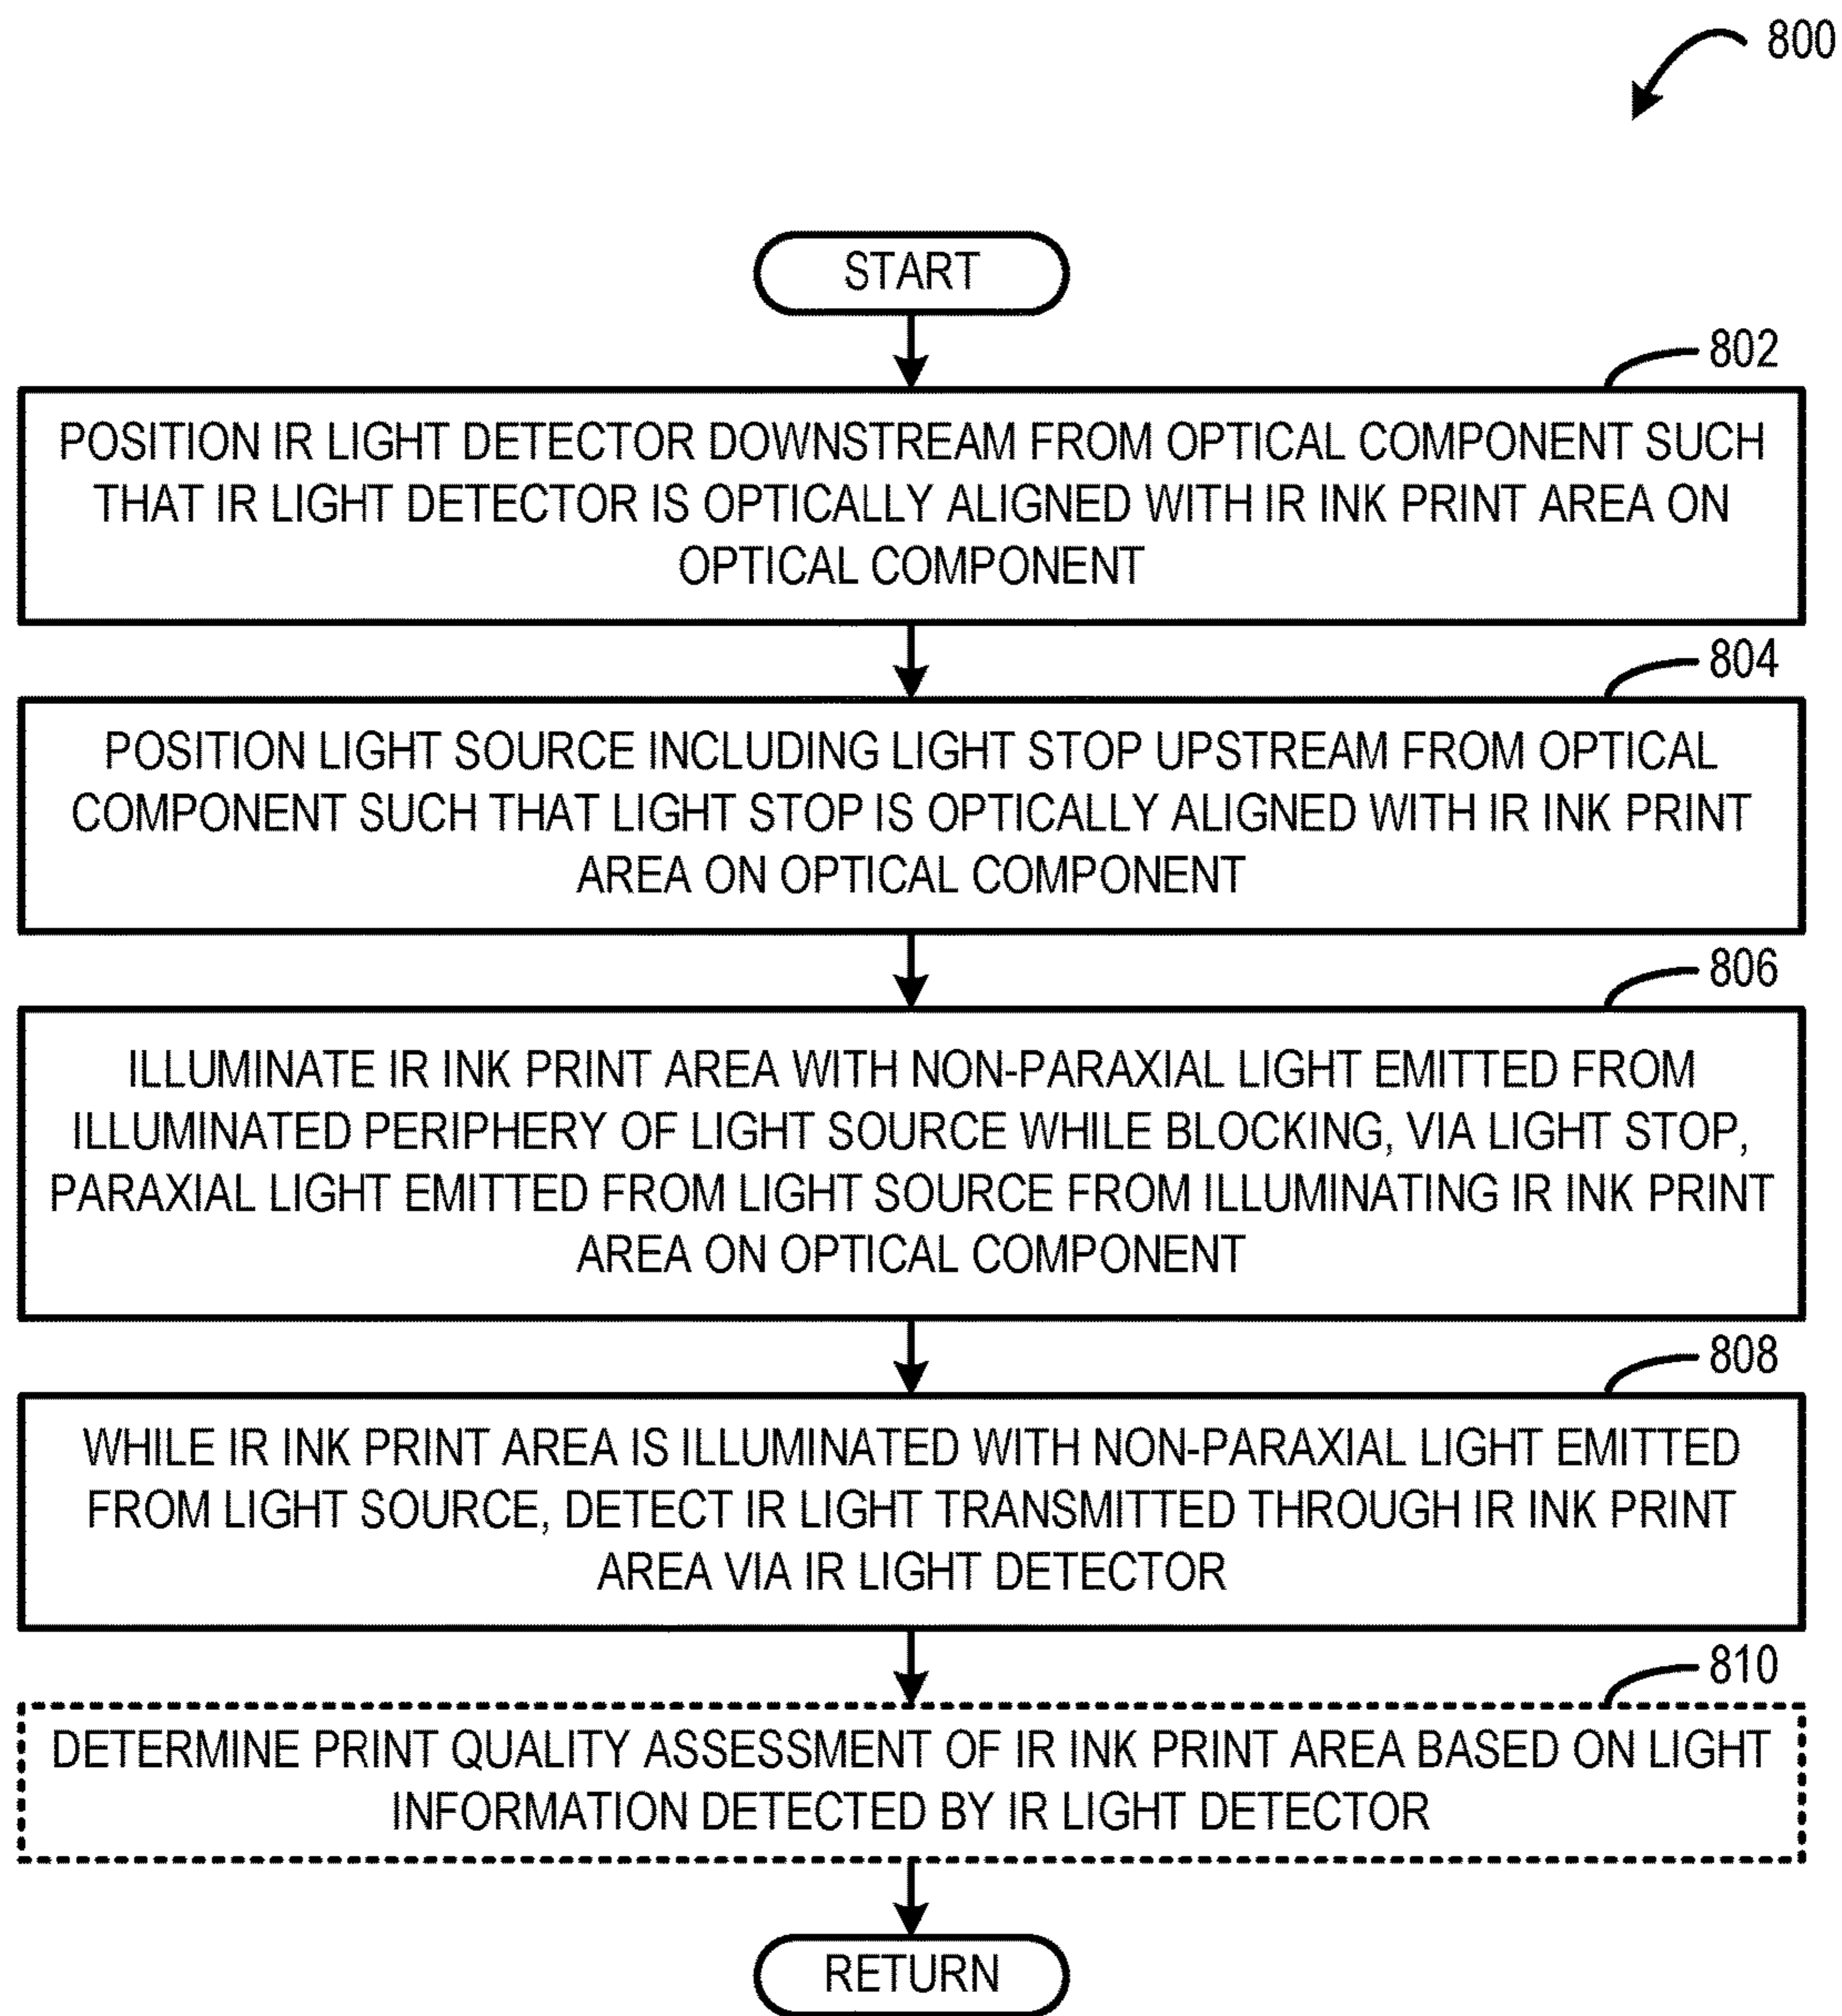 800
START
802
POSITION IR LIGHT DETECTOR DOWNSTREAM FROM OPTICAL COMPONENT SUCH
THAT IR LIGHT DETECTOR IS OPTICALLY ALIGNED WITH IR INK PRINT AREA ON
OPTICAL COMPONENT
804
POSITION LIGHT SOURCE INCLUDING LIGHT STOP UPSTREAM FROM OPTICAL
COMPONENT SUCH THAT LIGHT STOP IS OPTICALLY ALIGNED WITH IR INK PRINT
AREA ON OPTICAL COMPONENT
806
ILLUMINATE IR INK PRINT AREA WITH NON-PARAXIAL LIGHT EMITTED FROM
ILLUMINATED PERIPHERY OF LIGHT SOURCE WHILE BLOCKING, VIA LIGHT STOP,
PARAXIAL LIGHT EMITTED FROM LIGHT SOURCE FROM ILLUMINATING IR INK PRINT
AREA ON OPTICAL COMPONENT
808
WHILE IR INK PRINT AREA IS ILLUMINATED WITH NON-PARAXIAL LIGHT EMITTED
FROM LIGHT SOURCE, DETECT IR LIGHT TRANSMITTED THROUGH IR INK PRINT
AREA VIA IR LIGHT DETECTOR
810
DETERMINE PRINT QUALITY ASSESSMENT OF IR INK PRINT AREA BASED ON LIGHT
INFORMATION DETECTED BY IR LIGHT DETECTOR
RETURN